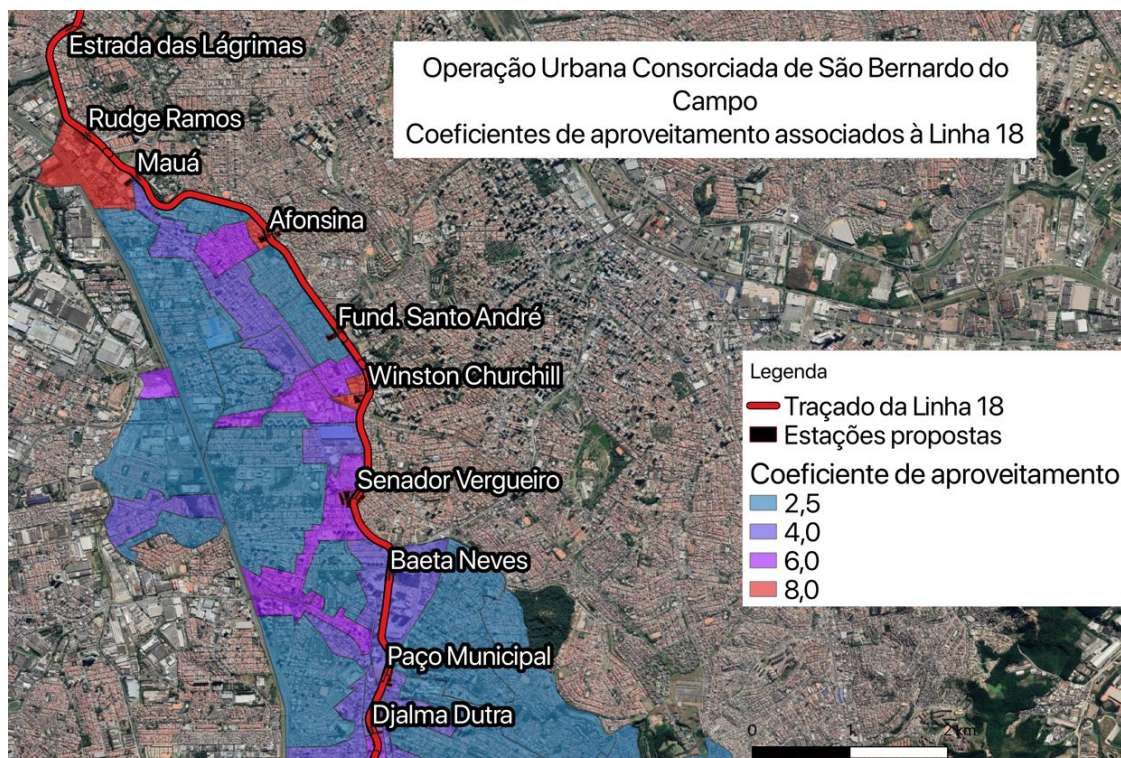 Estrada das Lágrimas
Operação Urbana Consorciada de São Bernardo do
Campo
Coeficientes de aproveitamento associados à Linha 18
Rudge Ramos
Mauá
Afonsina
Fund. Santo André
Winston Churchill
Senador Vergueiro
Baeta Neves
Paço Municipal
Djalma Dutra
Legenda
Traçado da Linha 18
Estações propostas
Coeficiente de aproveitamento
2,5
4,0
6,0
8,0
0 1 2 km